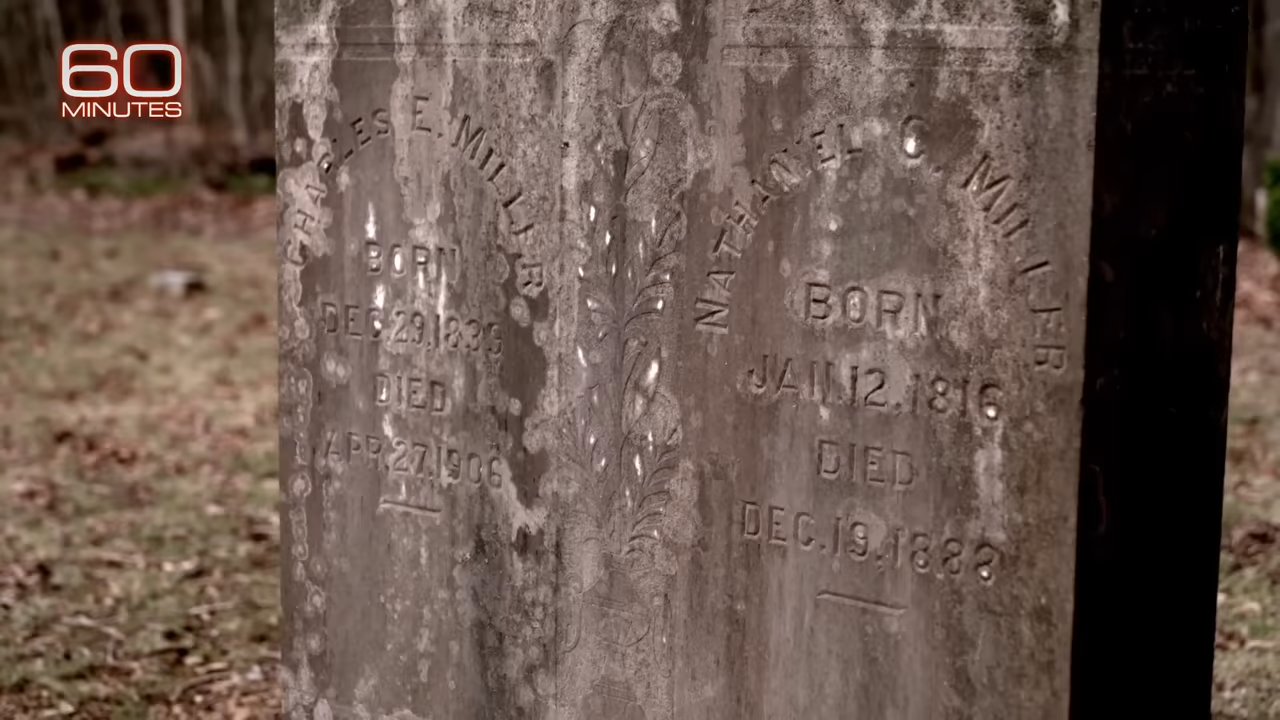 60
MINUTES
CHARLES E. MILLER
BORN
DEC. 29, 1839
DIED
APR. 27, 1906
NATHANIEL C. MILLER
BORN
JAN. 12, 1816
DIED
DEC. 19, 1888